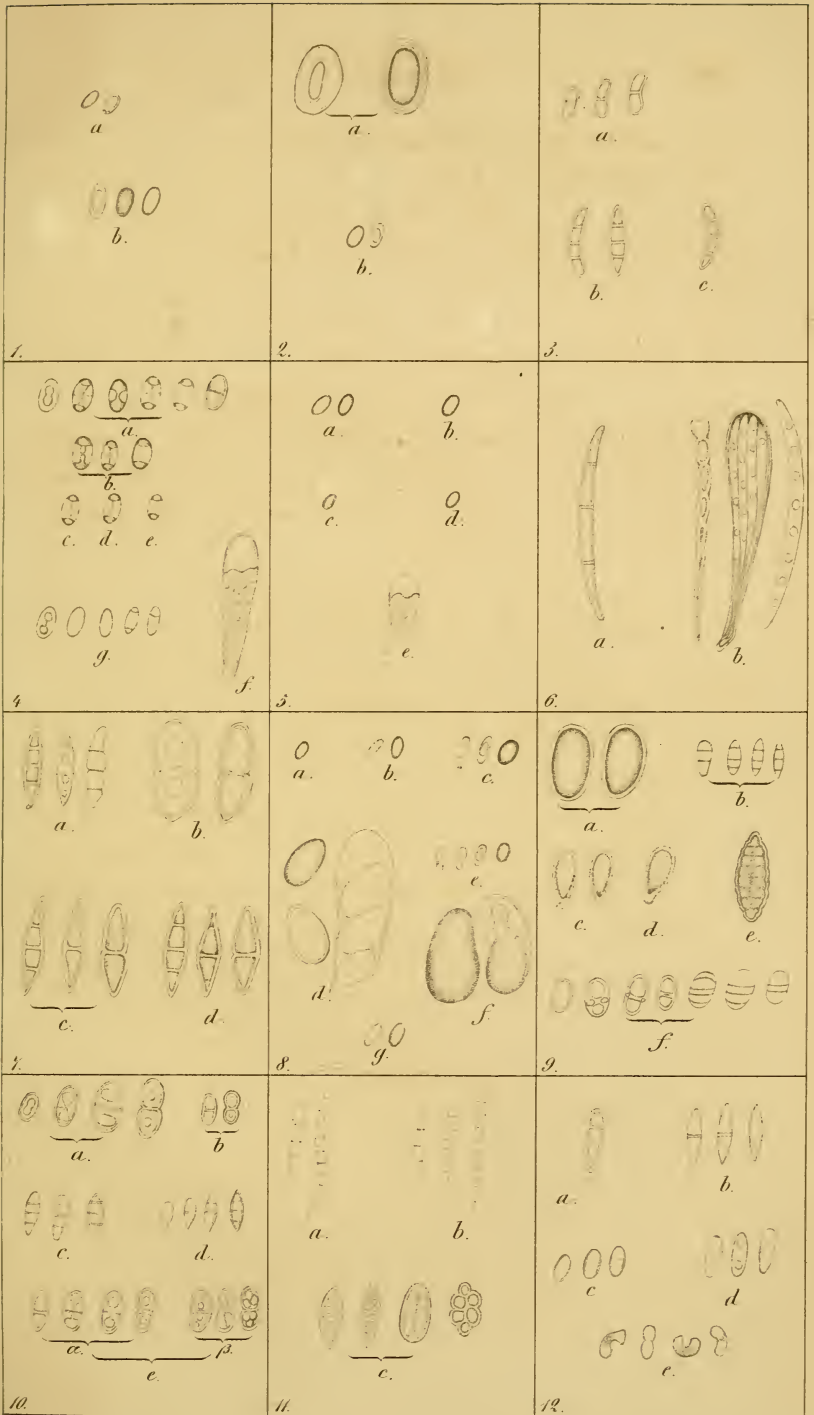 a
b.
1.
a.
b.
2.
a.
b. c.
3.
a.
b.
c. d. e.
g. f.
4
a. b.
c. d.
e.
5.
a. b.
6.
a. b.
c. d.
7.
a. b. c.
e.
d. f.
g.
8.
a. b.
c. d. e.
f.
9.
a. b
c. d.
α. β.
e.
10.
a. b.
c.
11.
a. b.
c d
e.
12.